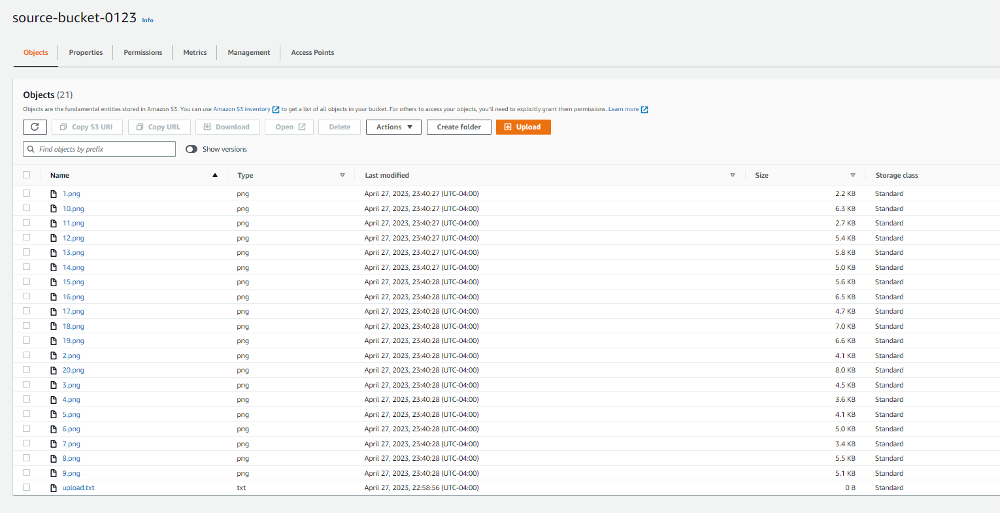 source-bucket-0123 Info
Objects Properties Permissions Metrics Management Access Points
Objects (21)
Objects are the fundamental entities stored in Amazon S3. You can use Amazon S3 inventory to get a list of all objects in your bucket. For others to access your objects, you'll need to explicitly grant them permissions. Learn more
Copy S3 URI Copy URL Download Open Delete Actions Create folder Upload
Find objects by prefix Show versions
Name Type Last modified Size Storage class
1.png png April 27, 2023, 23:40:27 (UTC-04:00) 2.2 KB Standard
10.png png April 27, 2023, 23:40:27 (UTC-04:00) 6.3 KB Standard
11.png png April 27, 2023, 23:40:27 (UTC-04:00) 2.7 KB Standard
12.png png April 27, 2023, 23:40:27 (UTC-04:00) 5.4 KB Standard
13.png png April 27, 2023, 23:40:27 (UTC-04:00) 5.8 KB Standard
14.png png April 27, 2023, 23:40:27 (UTC-04:00) 5.0 KB Standard
15.png png April 27, 2023, 23:40:28 (UTC-04:00) 5.6 KB Standard
16.png png April 27, 2023, 23:40:28 (UTC-04:00) 6.5 KB Standard
17.png png April 27, 2023, 23:40:28 (UTC-04:00) 4.7 KB Standard
18.png png April 27, 2023, 23:40:28 (UTC-04:00) 7.0 KB Standard
19.png png April 27, 2023, 23:40:28 (UTC-04:00) 6.6 KB Standard
2.png png April 27, 2023, 23:40:28 (UTC-04:00) 4.1 KB Standard
20.png png April 27, 2023, 23:40:28 (UTC-04:00) 8.0 KB Standard
3.png png April 27, 2023, 23:40:28 (UTC-04:00) 4.5 KB Standard
4.png png April 27, 2023, 23:40:28 (UTC-04:00) 3.6 KB Standard
5.png png April 27, 2023, 23:40:28 (UTC-04:00) 4.1 KB Standard
6.png png April 27, 2023, 23:40:28 (UTC-04:00) 5.0 KB Standard
7.png png April 27, 2023, 23:40:28 (UTC-04:00) 3.4 KB Standard
8.png png April 27, 2023, 23:40:28 (UTC-04:00) 5.5 KB Standard
9.png png April 27, 2023, 23:40:28 (UTC-04:00) 5.1 KB Standard
upload.txt txt April 27, 2023, 22:58:56 (UTC-04:00) 0 B Standard